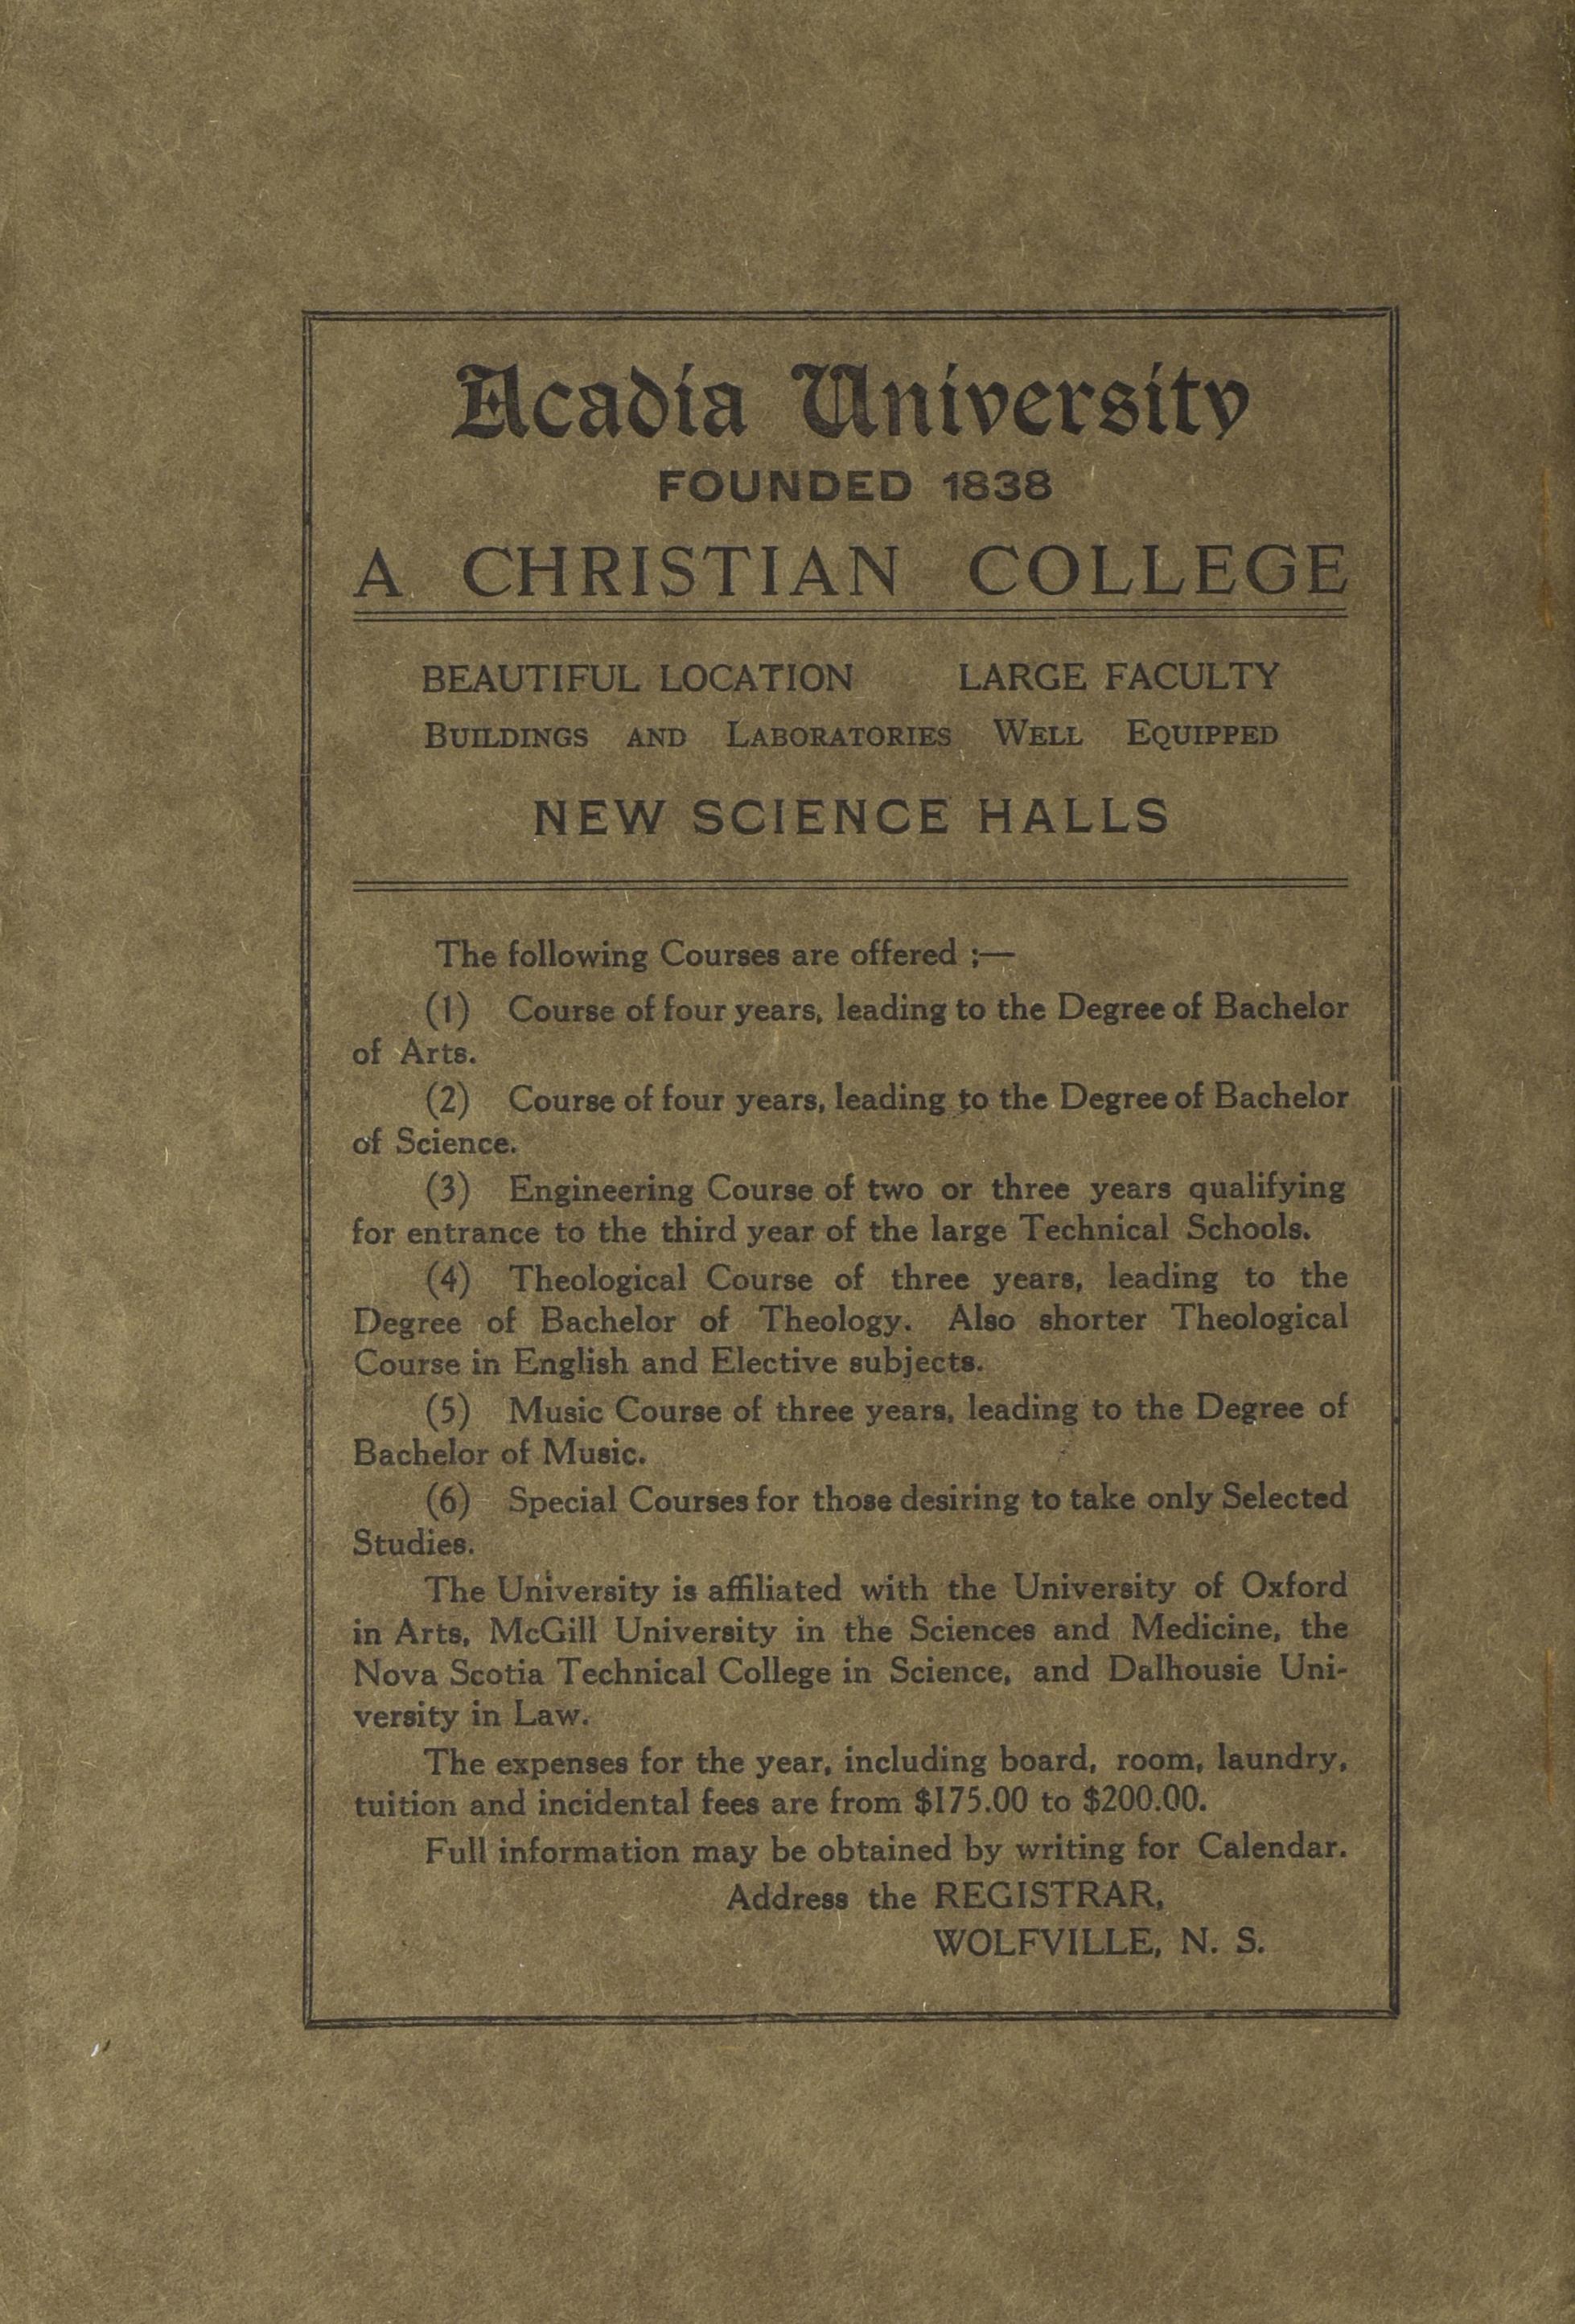 Acadia University
FOUNDED 1838
A CHRISTIAN COLLEGE
BEAUTIFUL LOCATION LARGE FACULTY
BUILDINGS AND LABORATORIES WELL EQUIPPED
NEW SCIENCE HALLS
The following Courses are offered ;—
(1) Course of four years, leading to the Degree of Bachelor
of Arts.
(2) Course of four years, leading to the Degree of Bachelor
of Science.
(3) Engineering Course of two or three years qualifying
for entrance to the third year of the large Technical Schools.
(4) Theological Course of three years, leading to the
Degree of Bachelor of Theology. Also shorter Theological
Course in English and Elective subjects.
(5) Music Course of three years, leading to the Degree of
Bachelor of Music.
(6) Special Courses for those desiring to take only Selected
Studies.
The University is affiliated with the University of Oxford
in Arts, McGill University in the Sciences and Medicine, the
Nova Scotia Technical College in Science, and Dalhousie Uni-
versity in Law.
The expenses for the year, including board, room, laundry,
tuition and incidental fees are from $175.00 to $200.00.
Full information may be obtained by writing for Calendar.
Address the REGISTRAR,
WOLFVILLE, N. S.